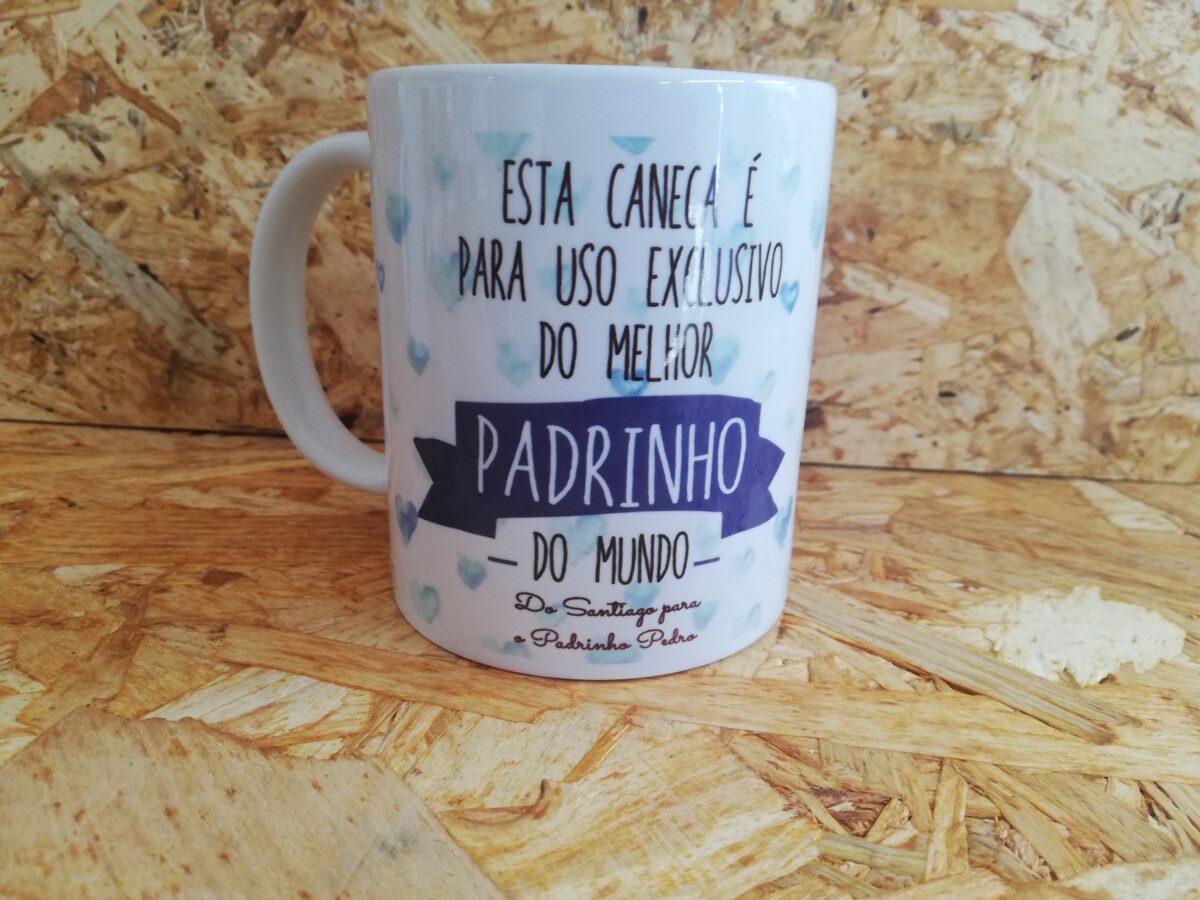 ESTA CANECA É
PARA USO EXCLUSIVO
DO MELHOR
PADRINHO
DO MUNDO
Do Santiago para
o Padrinho Pedro